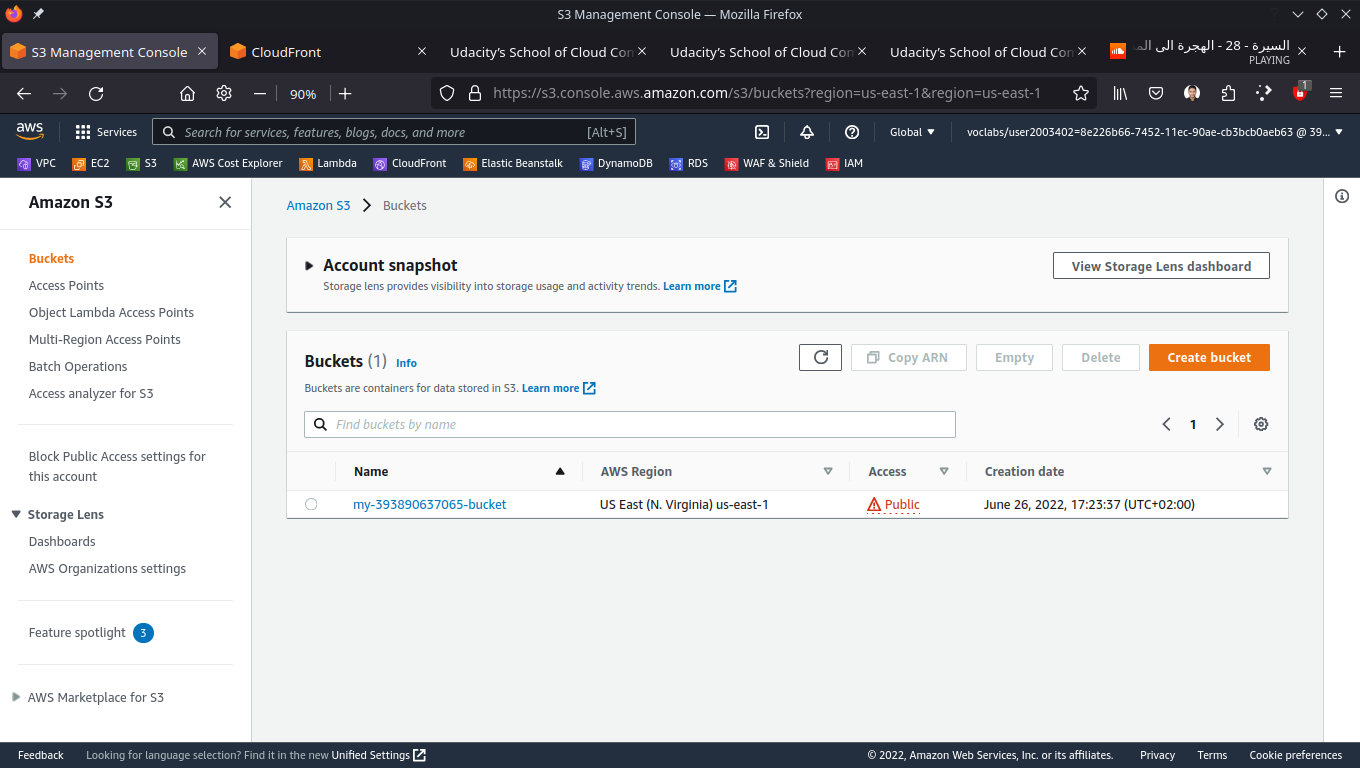 S3 Management Console — Mozilla Firefox
S3 Management Console
CloudFront
Udacity's School of Cloud Con
Udacity's School of Cloud Con
Udacity's School of Cloud Con
السيرة - 28 - الهجرة الى
PLAYING
90%
https://s3.console.aws.amazon.com/s3/buckets?region=us-east-1&region=us-east-1
1
aws
Services
Search for services, features, blogs, docs, and more
[Alt+S]
Global
voclabs/user2003402=8e226b66-7452-11ec-90ae-cb3bcb0aeb63 @ 39...
VPC
EC2
S3
AWS Cost Explorer
Lambda
CloudFront
Elastic Beanstalk
DynamoDB
RDS
WAF & Shield
IAM
Amazon S3
Buckets
Access Points
Object Lambda Access Points
Multi-Region Access Points
Batch Operations
Access analyzer for S3
Block Public Access settings for
this account
Storage Lens
Dashboards
AWS Organizations settings
Feature spotlight 3
AWS Marketplace for S3
Amazon S3
Buckets
Account snapshot
Storage lens provides visibility into storage usage and activity trends. Learn more
View Storage Lens dashboard
Buckets (1) Info
Buckets are containers for data stored in S3. Learn more
Copy ARN
Empty
Delete
Create bucket
Find buckets by name
1
Name
AWS Region
Access
Creation date
my-393890637065-bucket
US East (N. Virginia) us-east-1
Public
June 26, 2022, 17:23:37 (UTC+02:00)
Feedback
Looking for language selection? Find it in the new Unified Settings
© 2022, Amazon Web Services, Inc. or its affiliates.
Privacy
Terms
Cookie preferences